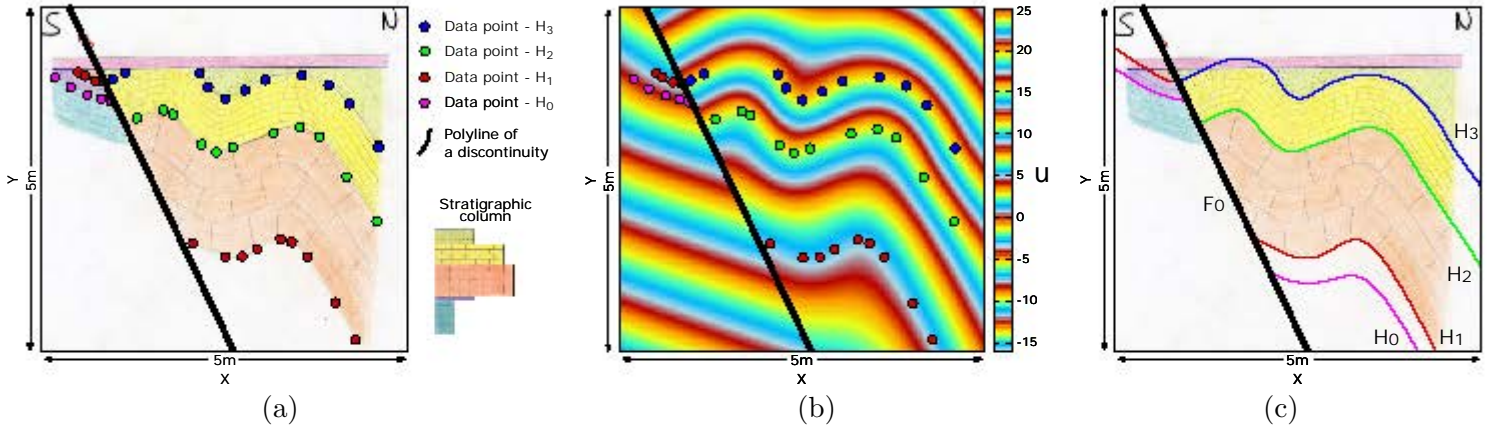 S
N
Data point - H3
Data point - H2
Data point - H1
Data point - H0
Polyline of
a discontinuity
Stratigraphic
column
Y
5m
5m
X
(a)
Y
5m
5m
X
25
20
15
10
5
0
-5
-10
-15
u
(b)
S
N
Y
5m
F0
H3
H2
H0
H1
5m
X
(c)